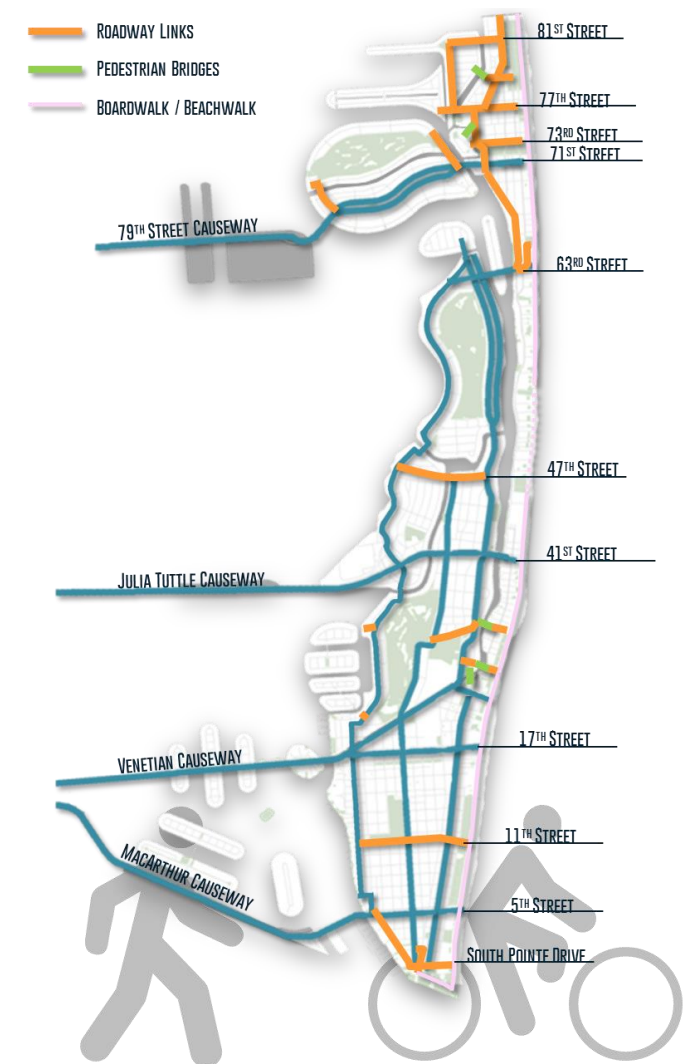 Roadway Links
Pedestrian Bridges
Boardwalk / Beachwalk
81st Street
77th Street
73rd Street
71st Street
79th Street Causeway
63rd Street
47th Street
41st Street
Julia Tuttle Causeway
17th Street
Venetian Causeway
11th Street
MacArthur Causeway
5th Street
South Pointe Drive